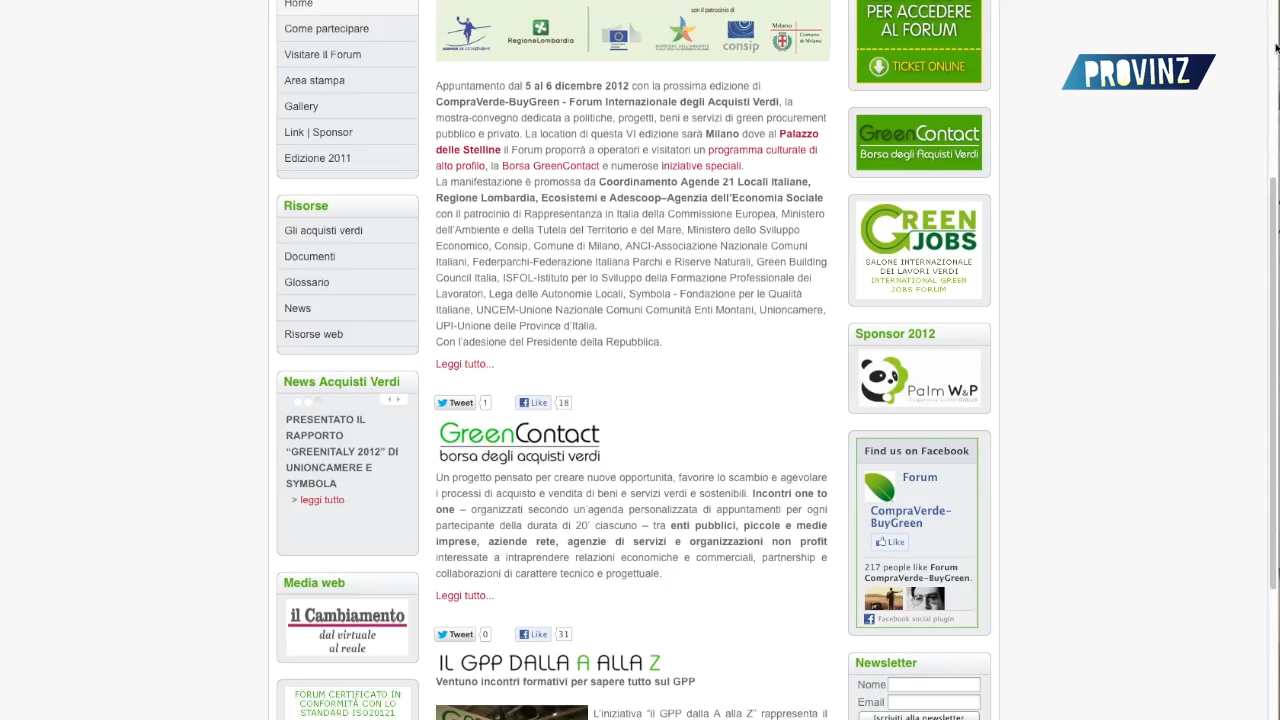 Home
Come partecipare
Vivere il Forum
Area stampa
Gallery
Link | Sponsor
Edizione 2011
Risorse
Gli acquisti verdi
Documenti
Glossario
News
Risorse web
News Acquisti Verdi
PRESENTATO IL
RAPPORTO
"GREENITALY 2012" DI
UNIONCAMERE E
SYMBOLA
> leggi tutto
Media web
il Cambiamento
dal virtuale
al reale
FORUM CERTIFICATO IN
CONFORMITÀ CON LO
con il patrocinio di
RegioneLombardia
consip
Milano
Comune
di Milano
Appuntamento dal 5 al 6 dicembre 2012 con la prossima edizione di
CompraVerde-BuyGreen - Forum Internazionale degli Acquisti Verdi, la
mostra-convegno dedicata a politiche, progetti, beni e servizi di green procurement
pubblico e privato. La location di questa VI edizione sarà Milano dove al Palazzo
delle Stelline il Forum proporrà a operatori e visitatori un programma culturale di
alto profilo, la Borsa GreenContact e numerose iniziative speciali.
La manifestazione è promossa da Coordinamento Agende 21 Locali Italiane,
Regione Lombardia, Ecosistemi e Adescoop–Agenzia dell'Economia Sociale
con il patrocinio di Rappresentanza in Italia della Commissione Europea, Ministero
dell'Ambiente e della Tutela del Territorio e del Mare, Ministero dello Sviluppo
Economico, Consip, Comune di Milano, ANCI-Associazione Nazionale Comuni
Italiani, Federparchi-Federazione Italiana Parchi e Riserve Naturali, Green Building
Council Italia, ISFOL-Istituto per lo Sviluppo della Formazione Professionale dei
Lavoratori, Lega delle Autonomie Locali, Symbola - Fondazione per le Qualità
Italiane, UNCEM-Unione Nazionale Comuni Comunità Enti Montani, Unioncamere,
UPI-Unione delle Province d'Italia.
Con l'adesione del Presidente della Repubblica.
Leggi tutto...
Tweet 1 Like 18
GreenContact
borsa degli acquisti verdi
Un progetto pensato per creare nuove opportunità, favorire lo scambio e agevolare
i processi di acquisto e vendita di beni e servizi verdi e sostenibili. Incontri one to
one – organizzati secondo un'agenda personalizzata di appuntamenti per ogni
partecipante della durata di 20' ciascuno – tra enti pubblici, piccole e medie
imprese, aziende rete, agenzie di servizi e organizzazioni non profit
interessate a intraprendere relazioni economiche e commerciali, partnership e
collaborazioni di carattere tecnico e progettuale.
Leggi tutto...
Tweet 0 Like 31
IL GPP DALLA A ALLA Z
Ventuno incontri formativi per sapere tutto sul GPP
L'iniziativa "il GPP dalla A alla Z" rappresenta il
PER ACCEDERE
AL FORUM
TICKET ONLINE
GreenContact
Borsa degli Acquisti Verdi
GREEN
JOBS
SALONE INTERNAZIONALE
DEI LAVORI VERDI
INTERNATIONAL GREEN
JOBS FORUM
Sponsor 2012
Palm W&P
Find us on Facebook
Forum
CompraVerde-
BuyGreen
Like
217 people like Forum
CompraVerde-BuyGreen.
Facebook social plugin
Newsletter
Nome
Email
Iscriviti alla newsletter
PROVINZ